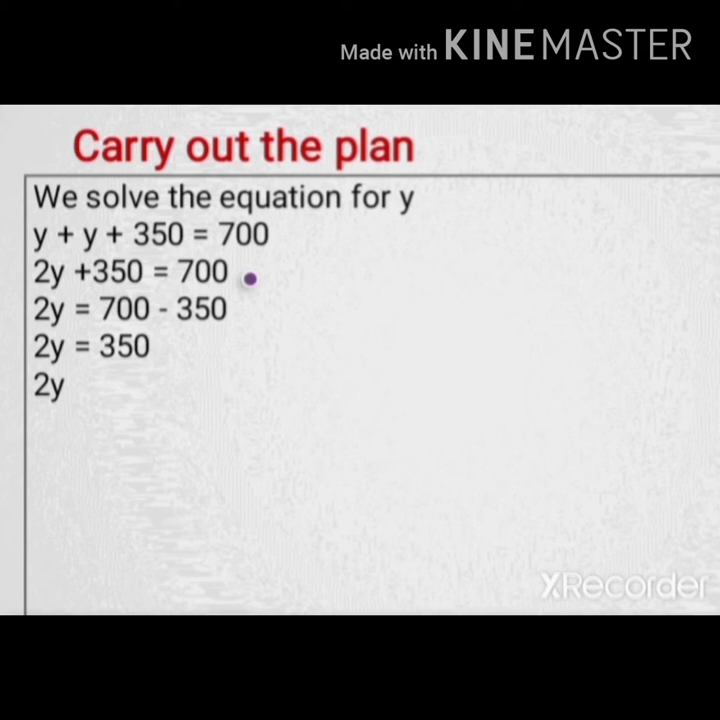 Made with KINEMASTER
Carry out the plan
We solve the equation for y
y + y + 350 = 700
2y +350 = 700
2y = 700 - 350
2y = 350
2y
XRecorder